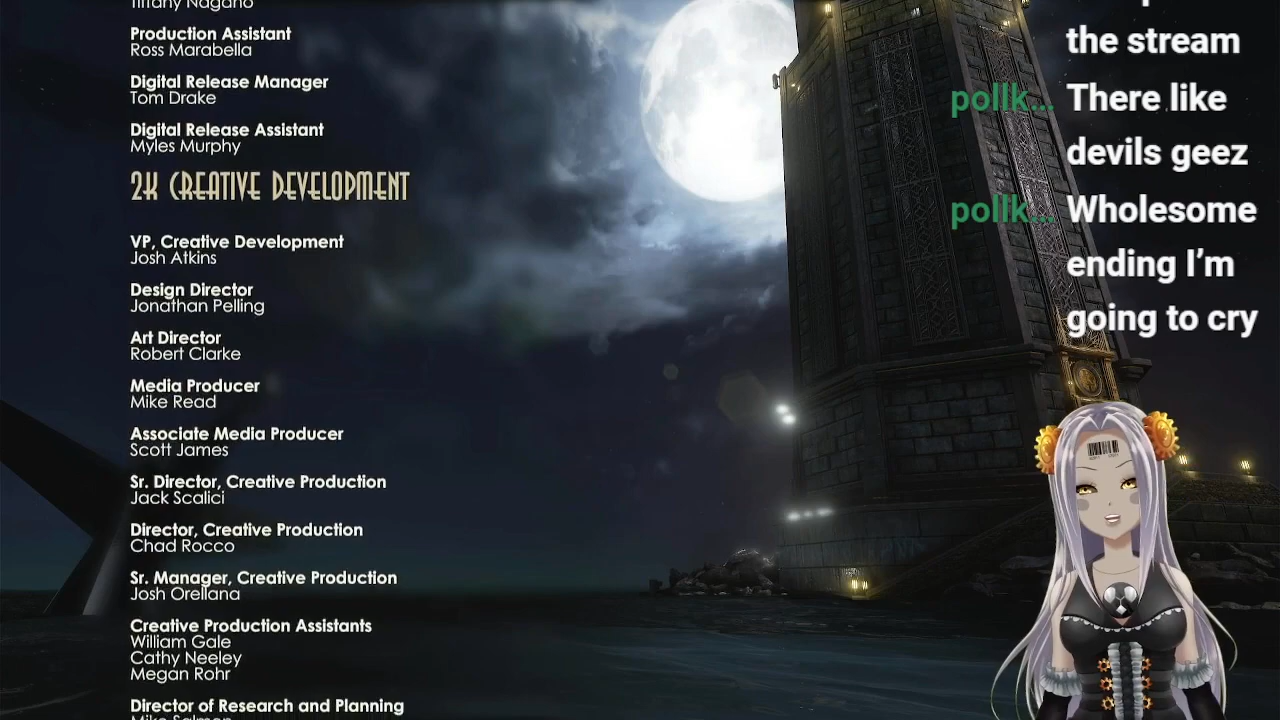 Tiffany Nagano
Production Assistant
Ross Marabella
Digital Release Manager
Tom Drake
Digital Release Assistant
Myles Murphy
2K CREATIVE DEVELOPMENT
VP, Creative Development
Josh Atkins
Design Director
Jonathan Pelling
Art Director
Robert Clarke
Media Producer
Mike Read
Associate Media Producer
Scott James
Sr. Director, Creative Production
Jack Scalici
Director, Creative Production
Chad Rocco
Sr. Manager, Creative Production
Josh Orellana
Creative Production Assistants
William Gale
Cathy Neeley
Megan Rohr
Director of Research and Planning
Mike Salmon
the stream
pollk... There like
devils geez
pollk... Wholesome
ending I’m
going to cry